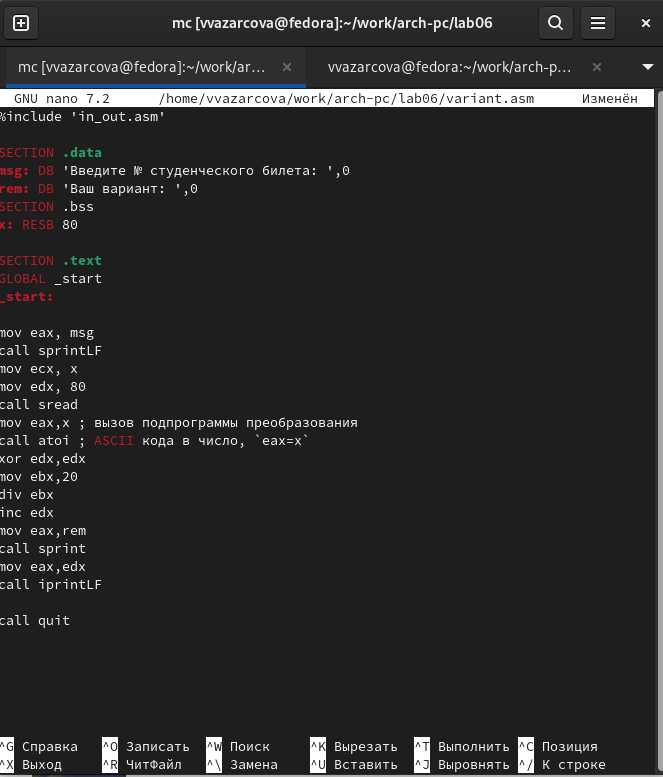 mc [vvazarcova@fedora]:~/work/arch-pc/lab06
mc [vvazarcova@fedora]:~/work/ar... × vvazarcova@fedora:~/work/arch-p... ×
GNU nano 7.2 /home/vvazarcova/work/arch-pc/lab06/variant.asm Изменён
%include 'in_out.asm'
SECTION .data
msg: DB 'Введите № студенческого билета: ',0
rem: DB 'Ваш вариант: ',0
SECTION .bss
x: RESB 80
SECTION .text
GLOBAL _start
_start:
mov eax, msg
call sprintLF
mov ecx, x
mov edx, 80
call sread
mov eax,x ; вызов подпрограммы преобразования
call atoi ; ASCII кода в число, `eax=x`
xor edx,edx
mov ebx,20
div ebx
inc edx
mov eax,rem
call sprint
mov eax,edx
call iprintLF
call quit
^G Справка ^O Записать ^W Поиск ^K Вырезать ^T Выполнить ^C Позиция
^X Выход ^R ЧитФайл ^\ Замена ^U Вставить ^J Выровнять ^/ К строке